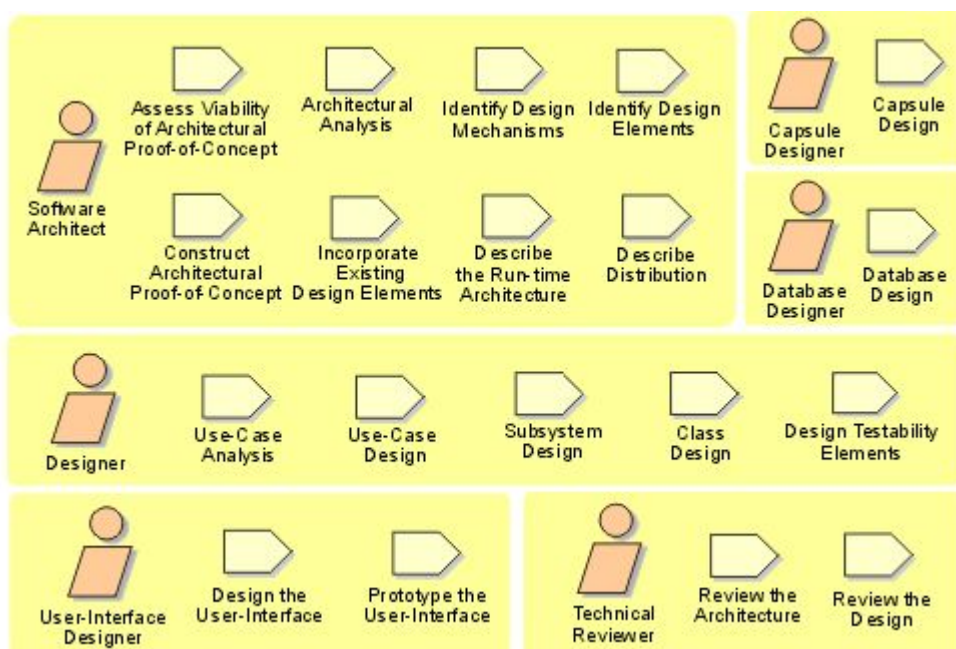 Software
Architect
Assess Viability
of Architectural
Proof-of-Concept
Architectural
Analysis
Identify Design
Mechanisms
Identify Design
Elements
Construct
Architectural
Proof-of-Concept
Incorporate
Existing
Design Elements
Describe
the Run-time
Architecture
Describe
Distribution
Capsule
Designer
Capsule
Design
Database
Designer
Database
Design
Designer
Use-Case
Analysis
Use-Case
Design
Subsystem
Design
Class
Design
Design Testability
Elements
User-Interface
Designer
Design the
User-Interface
Prototype the
User-Interface
Technical
Reviewer
Review the
Architecture
Review the
Design